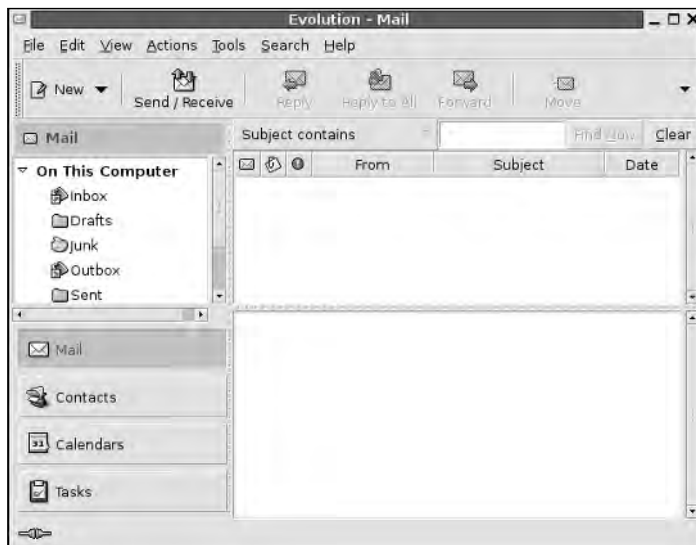 Evolution - Mail
File Edit View Actions Tools Search Help
New Send / Receive Reply Reply to All Forward Move
Mail Subject contains Find Now Clear
On This Computer From Subject Date
Inbox
Drafts
Junk
Outbox
Sent
Mail
Contacts
31 Calendars
Tasks